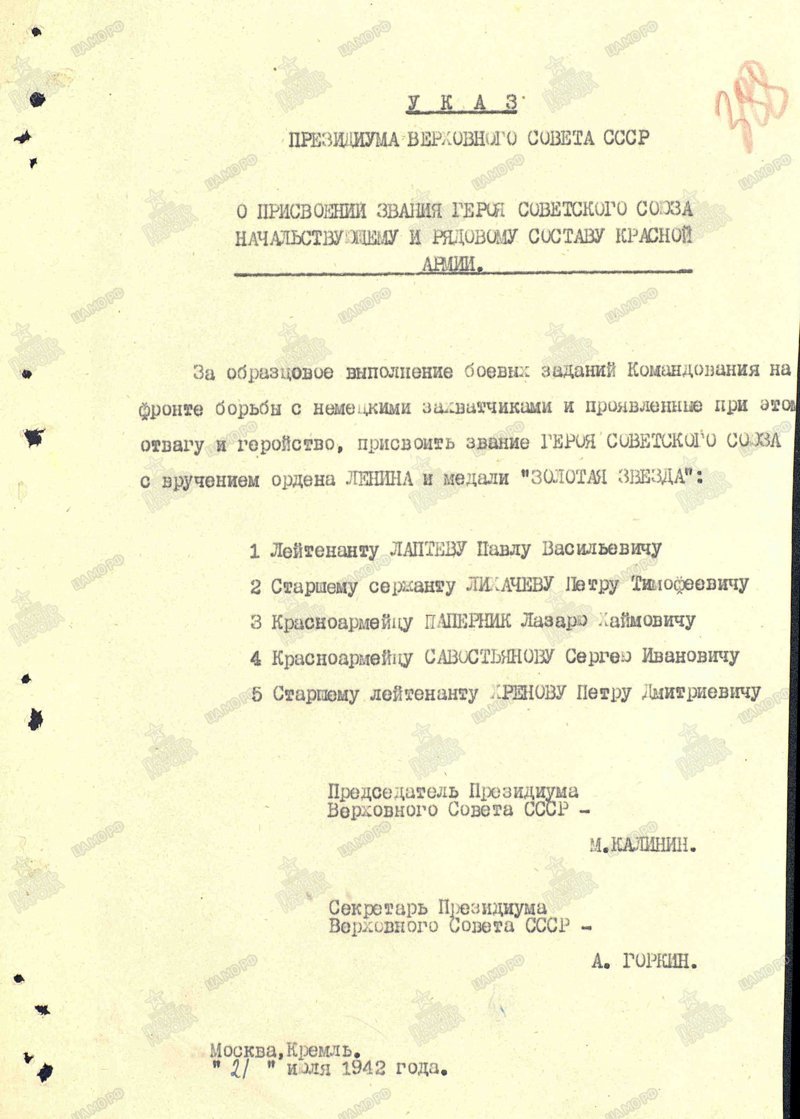 388
У К А З
ПРЕЗИДИУМА ВЕРХОВНОГО СОВЕТА СССР
О ПРИСВОЕНИИ ЗВАНИЯ ГЕРОЯ СОВЕТСКОГО СОЮЗА
НАЧАЛЬСТВУЮЩЕМУ И РЯДОВОМУ СОСТАВУ КРАСНОЙ
АРМИИ.
За образцовое выполнение боевых заданий Командования на
фронте борьбы с немецкими захватчиками и проявленные при этом
отвагу и геройство, присвоить звание ГЕРОЯ СОВЕТСКОГО СОЮЗА
с вручением ордена ЛЕНИНА и медали "ЗОЛОТАЯ ЗВЕЗДА":
1 Лейтенанту ЛАПТЕВУ Павлу Васильевичу
2 Старшему сержанту ЛИХАЧЕВУ Петру Тимофеевичу
3 Красноармейцу ПАПЕРНИК Лазарю Хаймовичу
4 Красноармейцу САВОСТЬЯНОВУ Сергею Ивановичу
5 Старшему лейтенанту ХРЕНОВУ Петру Дмитриевичу
Председатель Президиума
Верховного Совета СССР -
М.КАЛИНИН.
Секретарь Президиума
Верховного Совета СССР -
А. ГОРКИН.
Москва,Кремль.
" 21 " июля 1942 года.
ЦАМО РФ